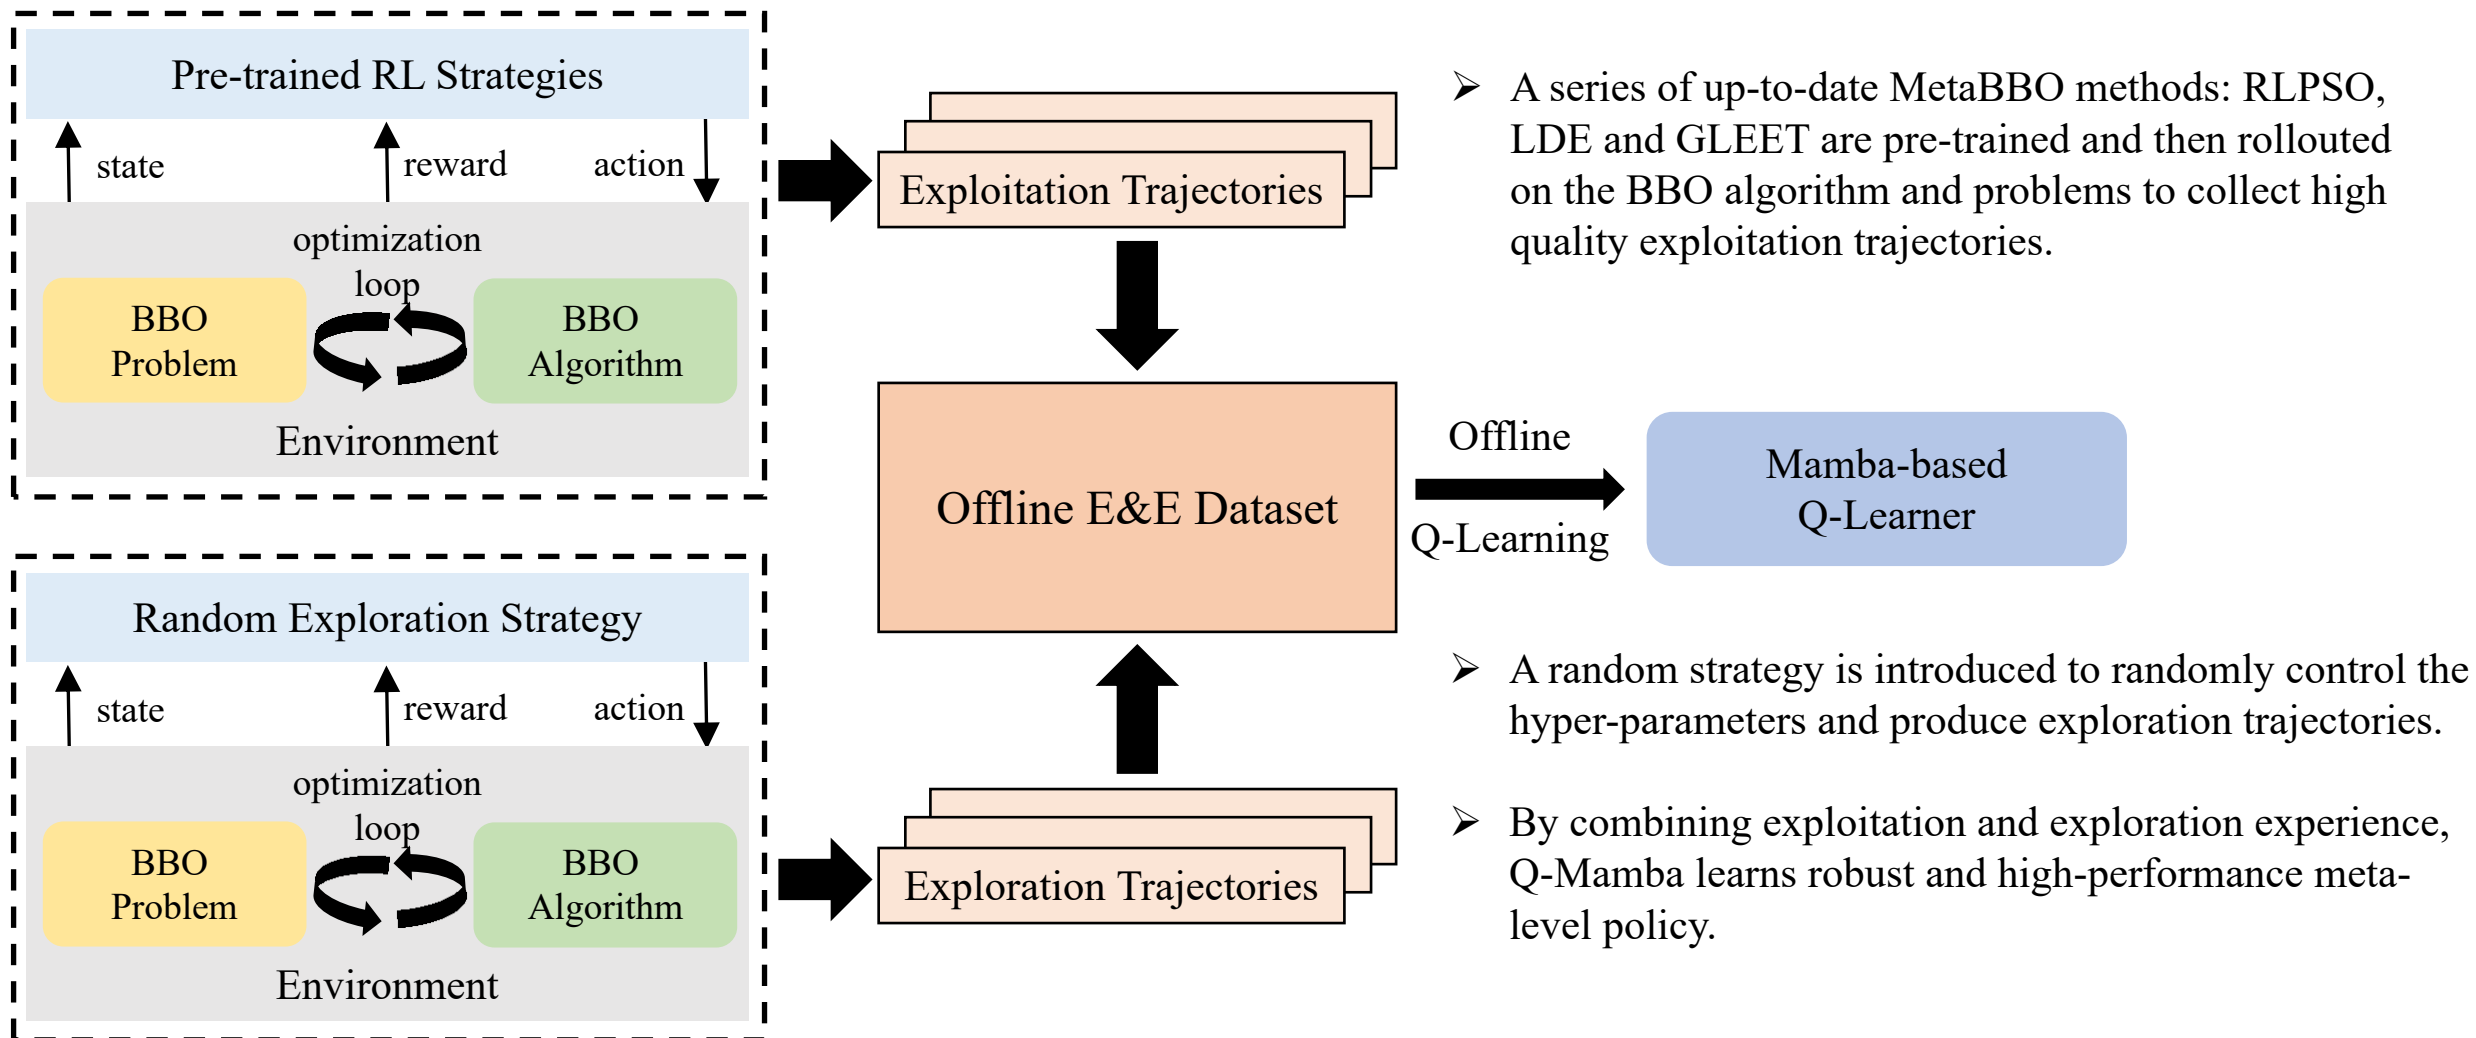 Pre-trained RL Strategies
state
reward
action
optimization
loop
BBO
Problem
BBO
Algorithm
Environment
Exploitation Trajectories
➢ A series of up-to-date MetaBBO methods: RLPSO,
LDE and GLEET are pre-trained and then rollouted
on the BBO algorithm and problems to collect high
quality exploitation trajectories.
Offline E&E Dataset
Offline
Q-Learning
Mamba-based
Q-Learner
Random Exploration Strategy
state
reward
action
optimization
loop
BBO
Problem
BBO
Algorithm
Environment
Exploration Trajectories
➢ A random strategy is introduced to randomly control the
hyper-parameters and produce exploration trajectories.
➢ By combining exploitation and exploration experience,
Q-Mamba learns robust and high-performance meta-
level policy.